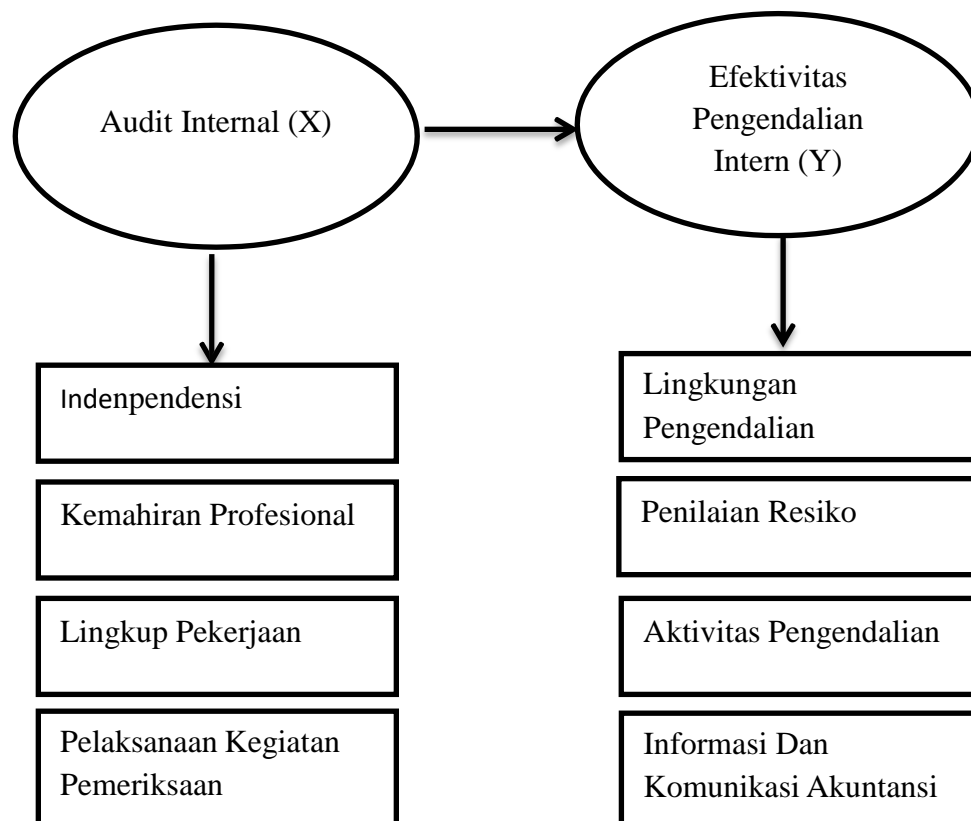 Audit Internal (X)
Efektivitas
Pengendalian
Intern (Y)
Indenpendensi
Kemahiran Profesional
Lingkup Pekerjaan
Pelaksanaan Kegiatan
Pemeriksaan
Lingkungan
Pengendalian
Penilaian Resiko
Aktivitas Pengendalian
Informasi Dan
Komunikasi Akuntansi